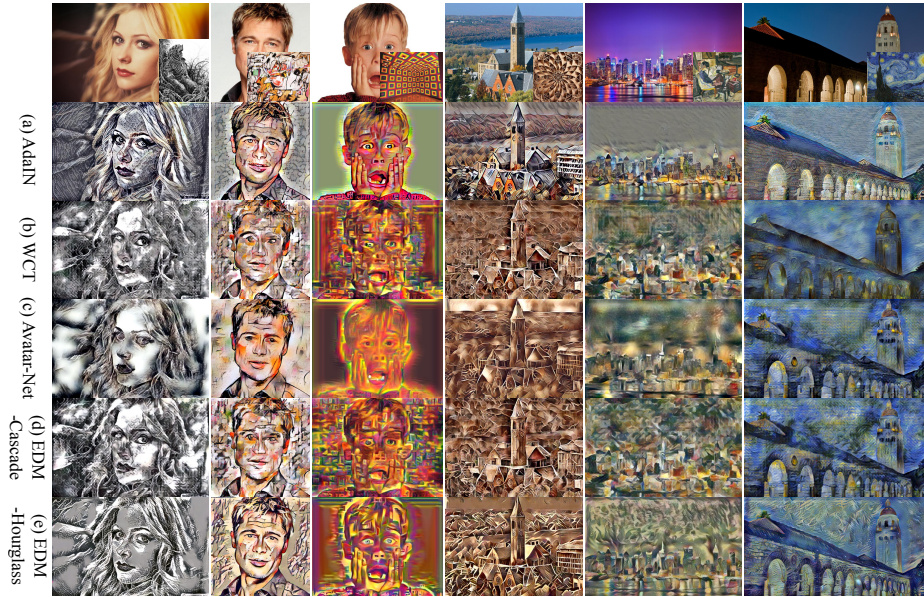 (a) AdaIN
(b) WCT
(c) Avatar-Net
(d) EDM
-Cascade
(e) EDM
-Hourglass